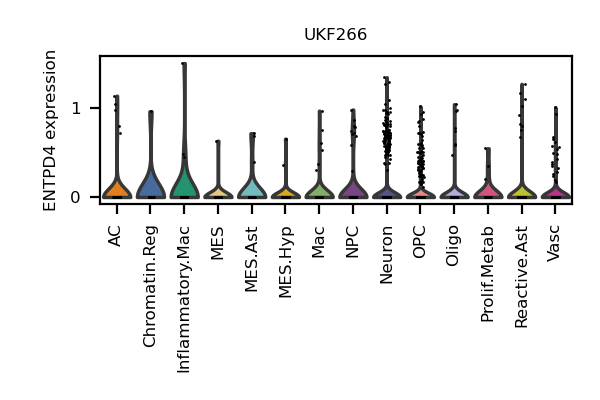 UKF266
ENTPD4 expression
1
0
AC
Chromatin.Reg
Inflammatory.Mac
MES
MES.Ast
MES.Hyp
Mac
NPC
Neuron
OPC
Oligo
Prolif.Metab
Reactive.Ast
Vasc